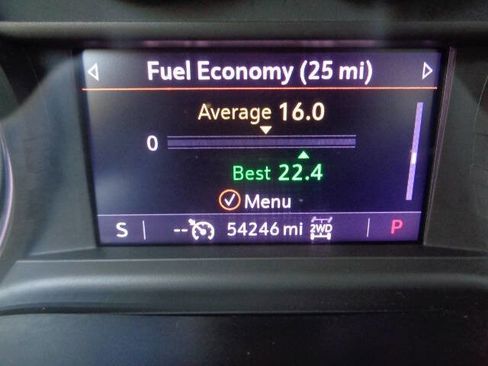 Fuel Economy (25 mi)
Average 16.0
0
Best 22.4
Menu
S -- 54246 mi 2WD P